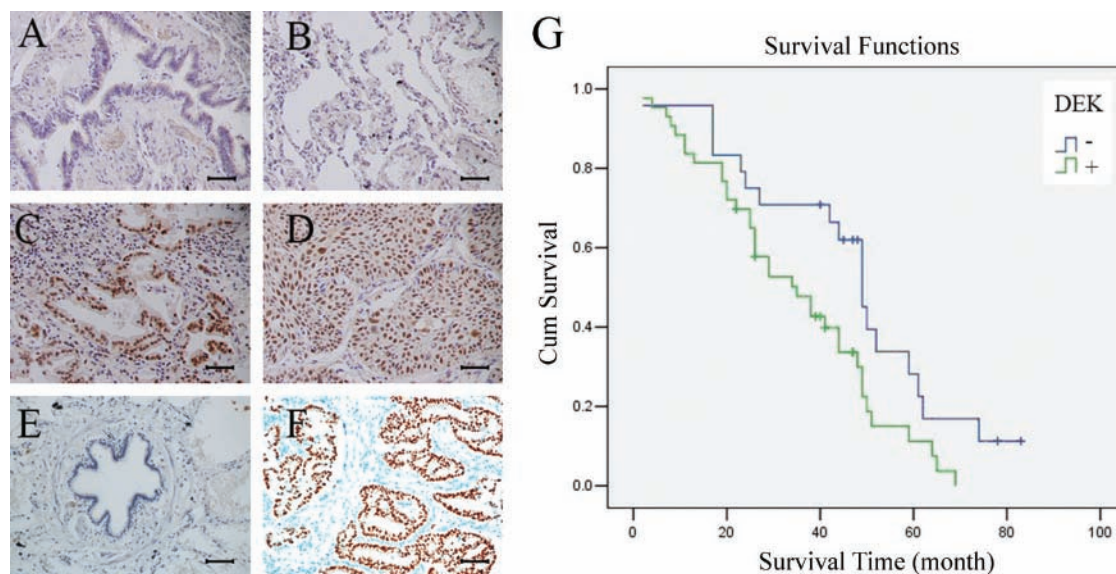 A
B
C
D
E
F
G
Survival Functions
DEK
-
+
Cum Survival
1.0
0.8
0.6
0.4
0.2
0.0
0
20
40
60
80
100
Survival Time (month)